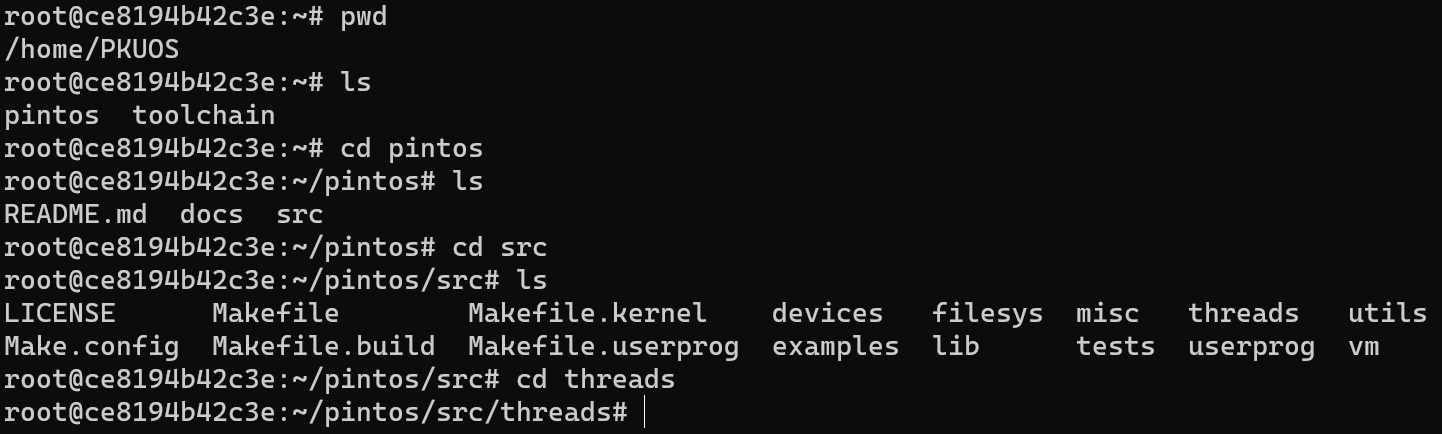 root@ce8194b42c3e:~# pwd
/home/PKUOS
root@ce8194b42c3e:~# ls
pintos  toolchain
root@ce8194b42c3e:~# cd pintos
root@ce8194b42c3e:~/pintos# ls
README.md  docs  src
root@ce8194b42c3e:~/pintos# cd src
root@ce8194b42c3e:~/pintos/src# ls
LICENSE      Makefile        Makefile.kernel    devices   filesys  misc   threads   utils
Make.config  Makefile.build  Makefile.userprog  examples  lib      tests  userprog  vm
root@ce8194b42c3e:~/pintos/src# cd threads
root@ce8194b42c3e:~/pintos/src/threads#